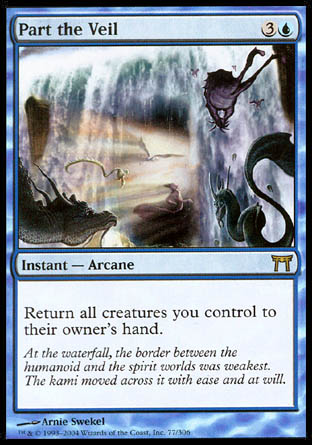 Part the Veil 3
Instant — Arcane
Return all creatures you control to
their owner's hand.
At the waterfall, the border between the
humanoid and the spirit worlds was weakest.
The kami moved across it with ease and at will.
Arnie Swekel
™ & © 1993–2004 Wizards of the Coast, Inc. 77/306